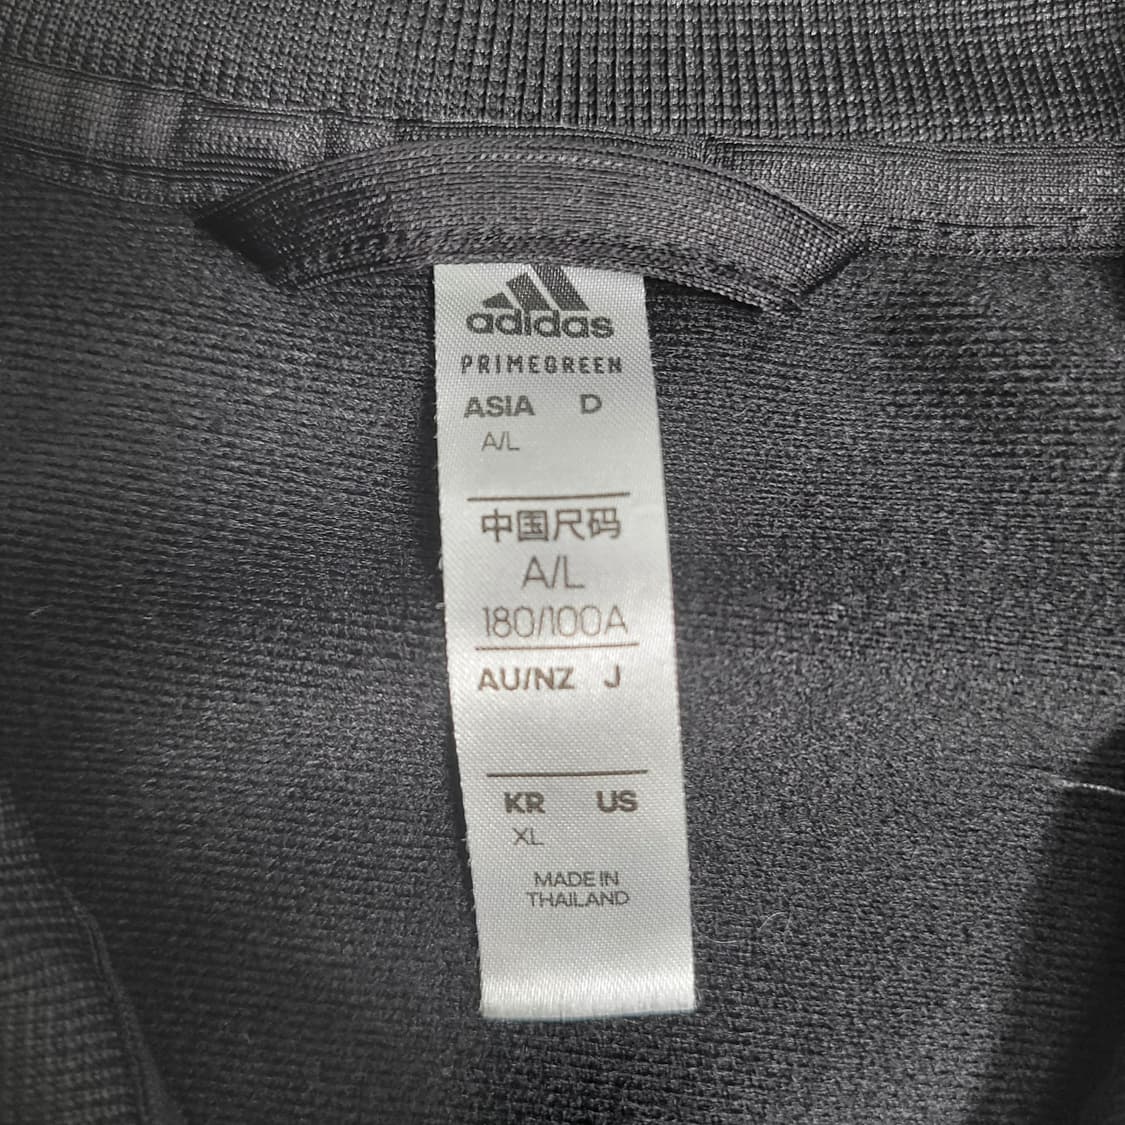 adidas
PRIMEGREEN
ASIA D
A/L
中国尺码
A/L
180/100A
AU/NZ J
KR US
XL
MADE IN
THAILAND